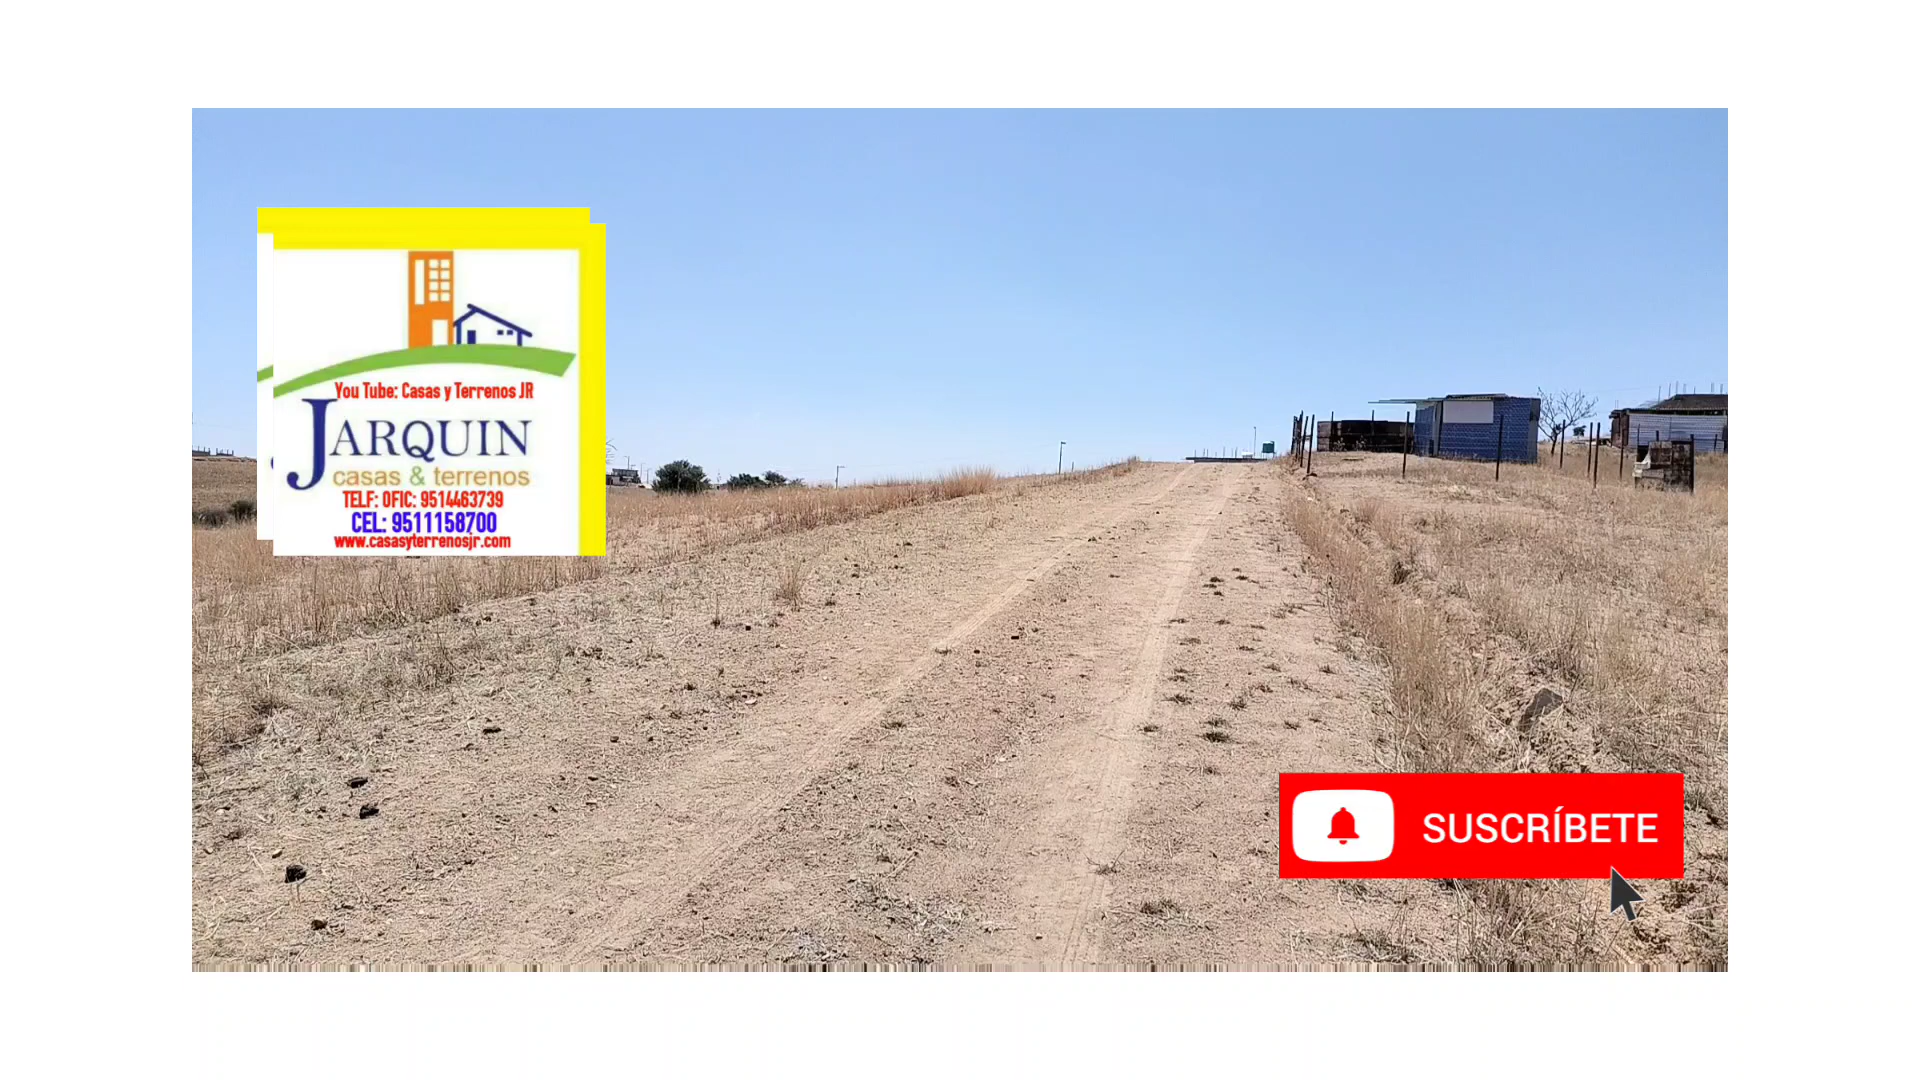 You Tube: Casas y Terrenos JR
JARQUIN
casas & terrenos
TELF: OFIC: 9514463739
CEL: 9511158700
www.casasyterrenosjr.com
SUSCRÍBETE